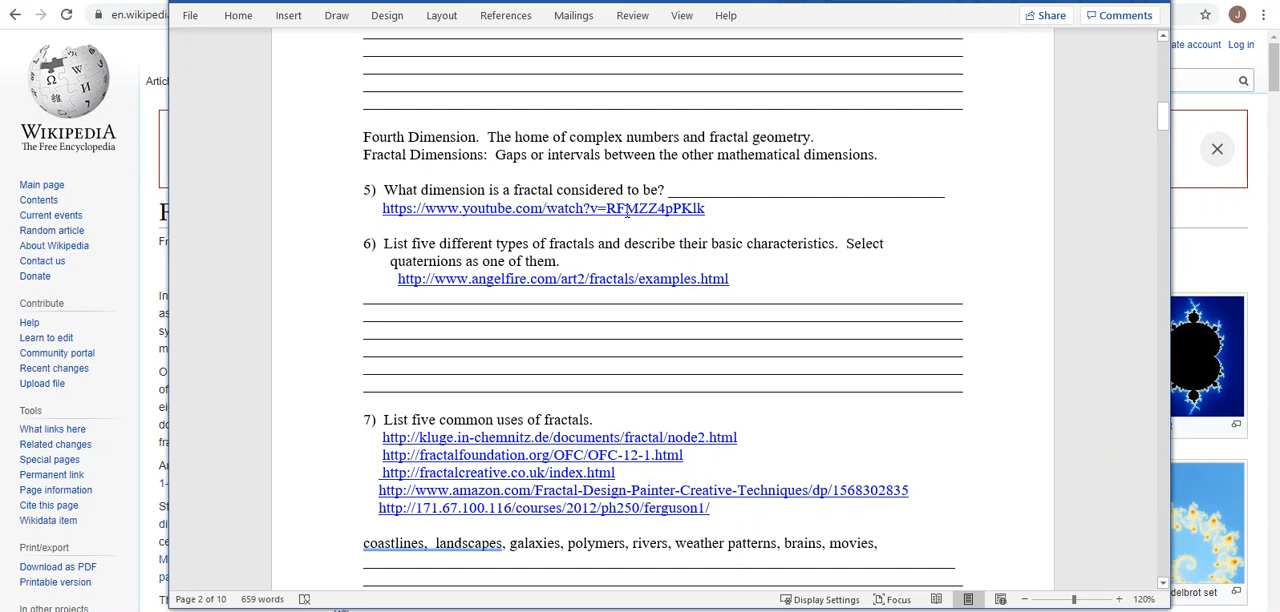 en.wikipedi
File Home Insert Draw Design Layout References Mailings Review View Help Share Comments
J
ate account Log in
WIKIPEDIA
The Free Encyclopedia
Main page
Contents
Current events
Random article
About Wikipedia
Contact us
Donate
Contribute
Help
Learn to edit
Community portal
Recent changes
Upload file
Tools
What links here
Related changes
Special pages
Permanent link
Page information
Cite this page
Wikidata item
Print/export
Download as PDF
Printable version
In other projects
Artic
Fourth Dimension. The home of complex numbers and fractal geometry.
Fractal Dimensions: Gaps or intervals between the other mathematical dimensions.
5) What dimension is a fractal considered to be?
https://www.youtube.com/watch?v=RFMZZ4pPKlk
6) List five different types of fractals and describe their basic characteristics. Select
quaternions as one of them.
http://www.angelfire.com/art2/fractals/examples.html
7) List five common uses of fractals.
http://kluge.in-chemnitz.de/documents/fractal/node2.html
http://fractalfoundation.org/OFC/OFC-12-1.html
http://fractalcreative.co.uk/index.html
http://www.amazon.com/Fractal-Design-Painter-Creative-Techniques/dp/1568302835
http://171.67.100.116/courses/2012/ph250/ferguson1/
coastlines, landscapes, galaxies, polymers, rivers, weather patterns, brains, movies,
delbrot set
Page 2 of 10 659 words Display Settings Focus 120%